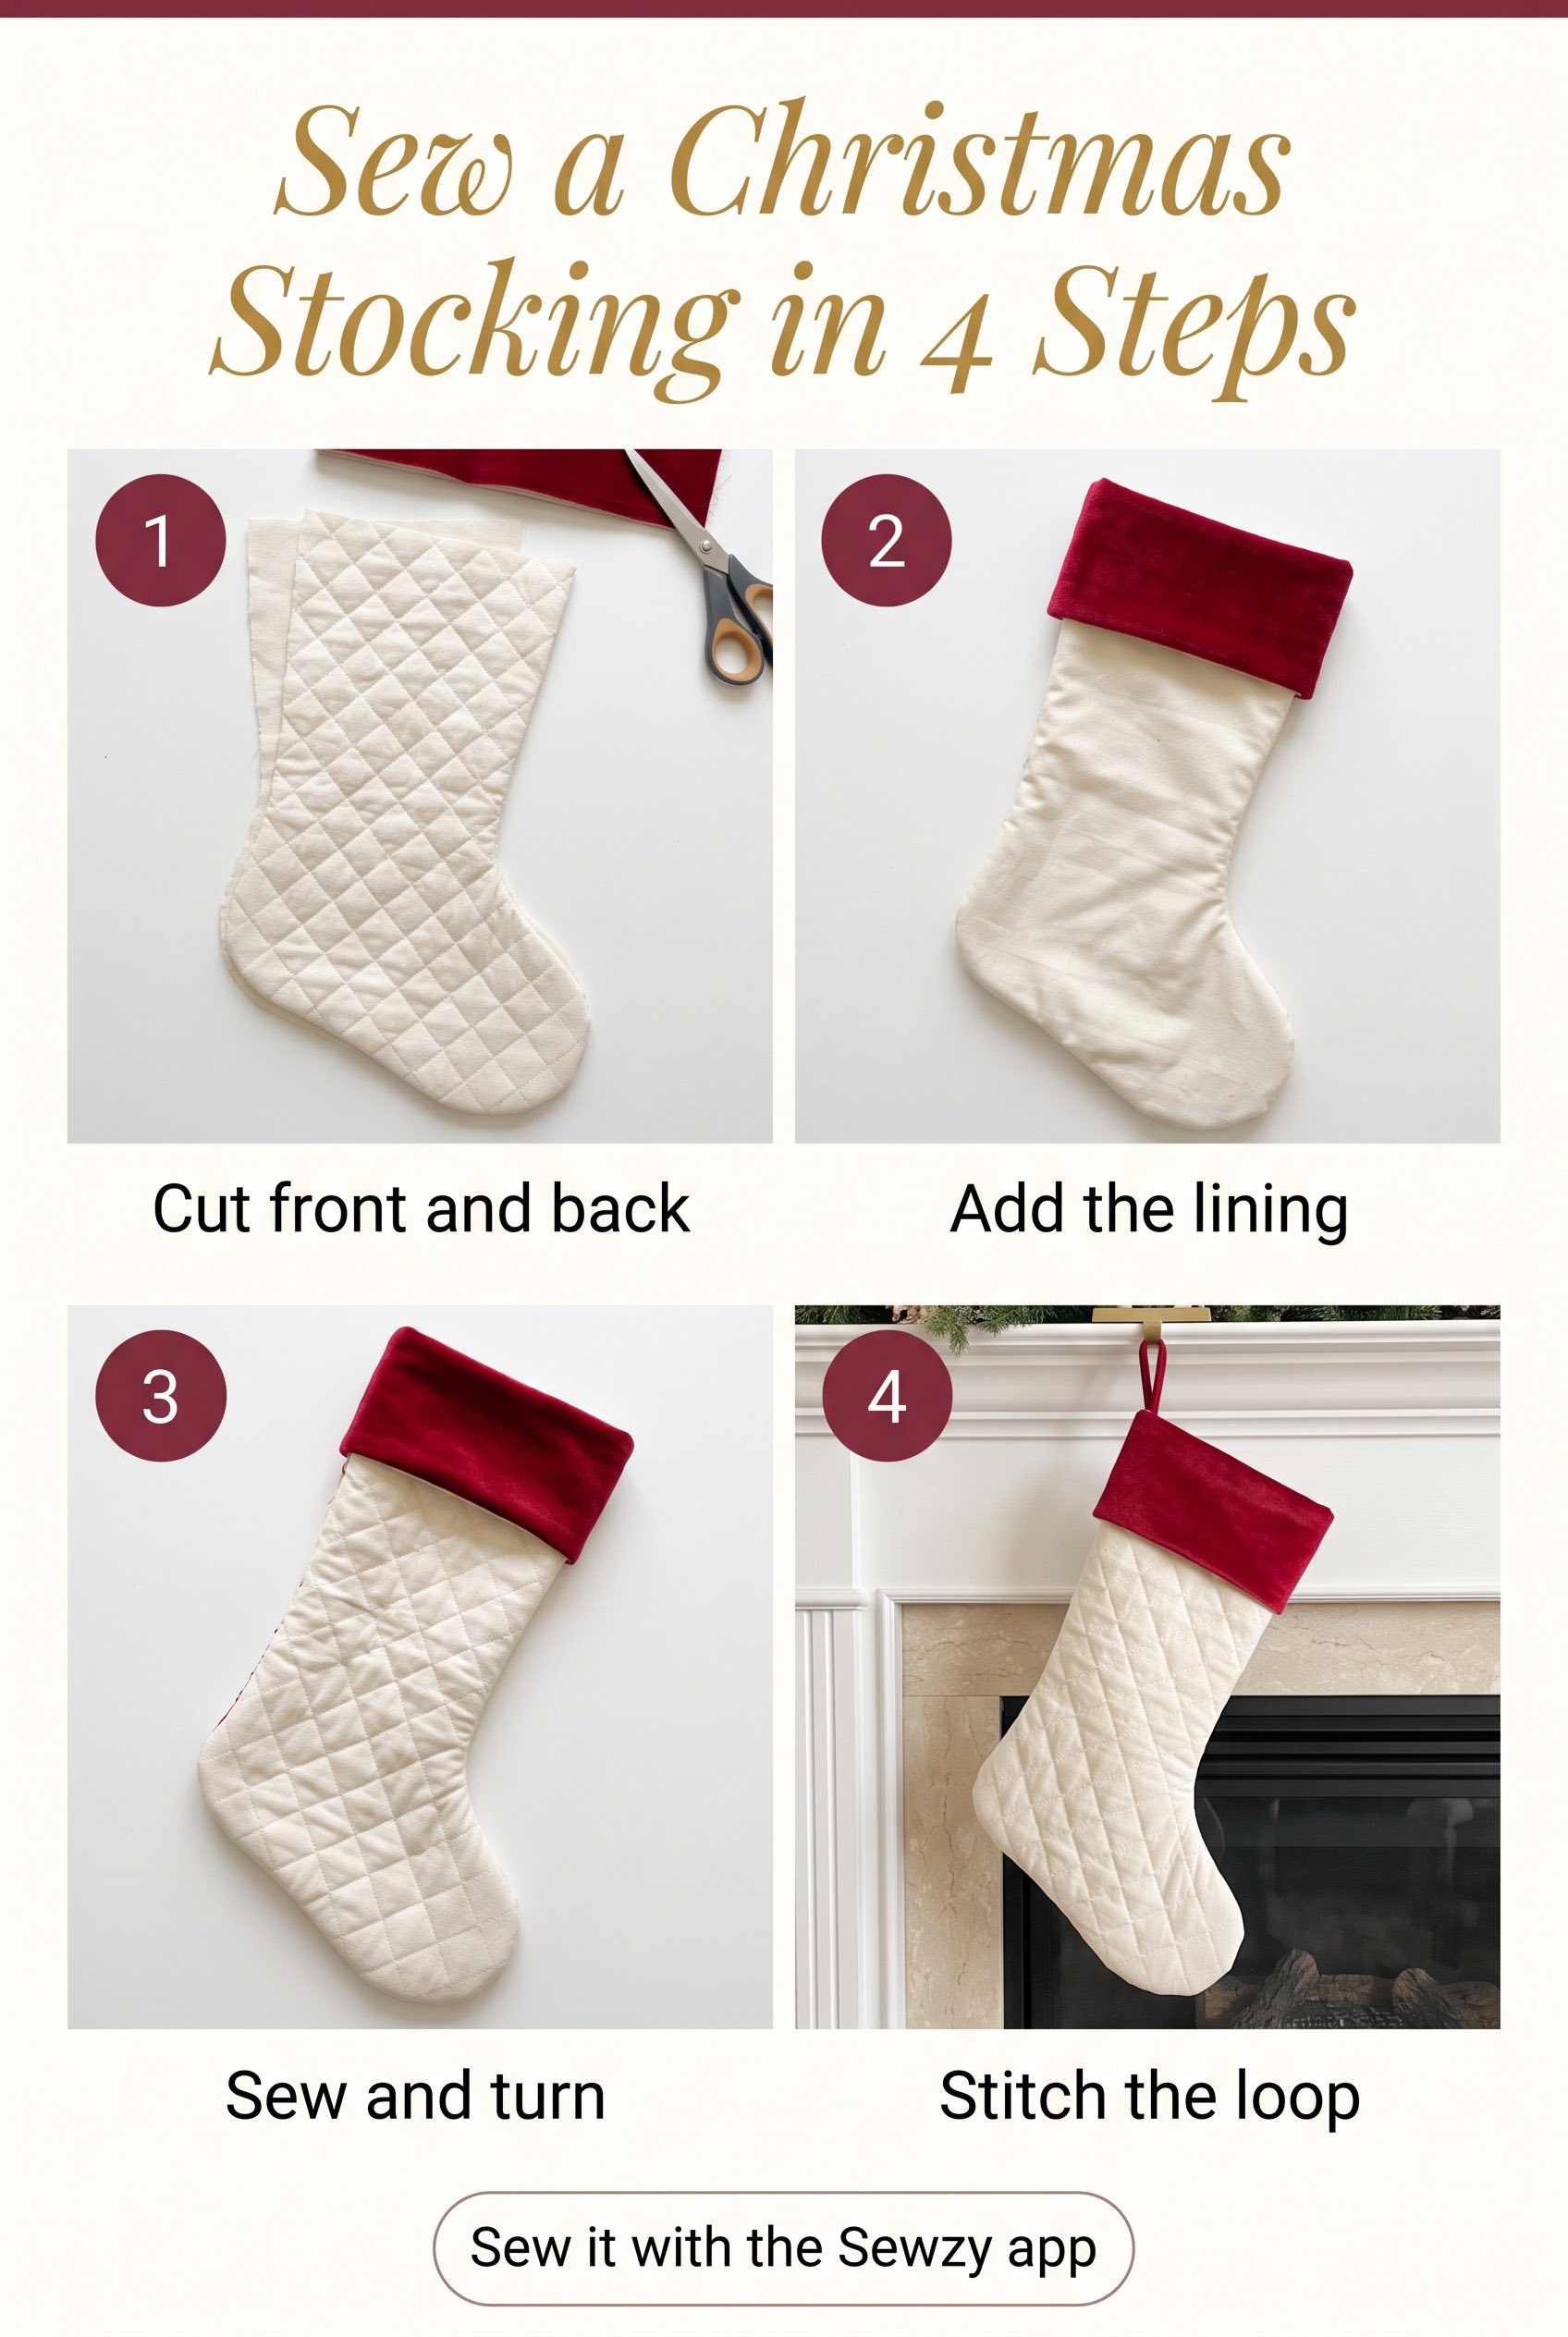 Sew a Christmas
Stocking in 4 Steps
1
2
Cut front and back
Add the lining
3
4
Sew and turn
Stitch the loop
Sew it with the Sewzy app